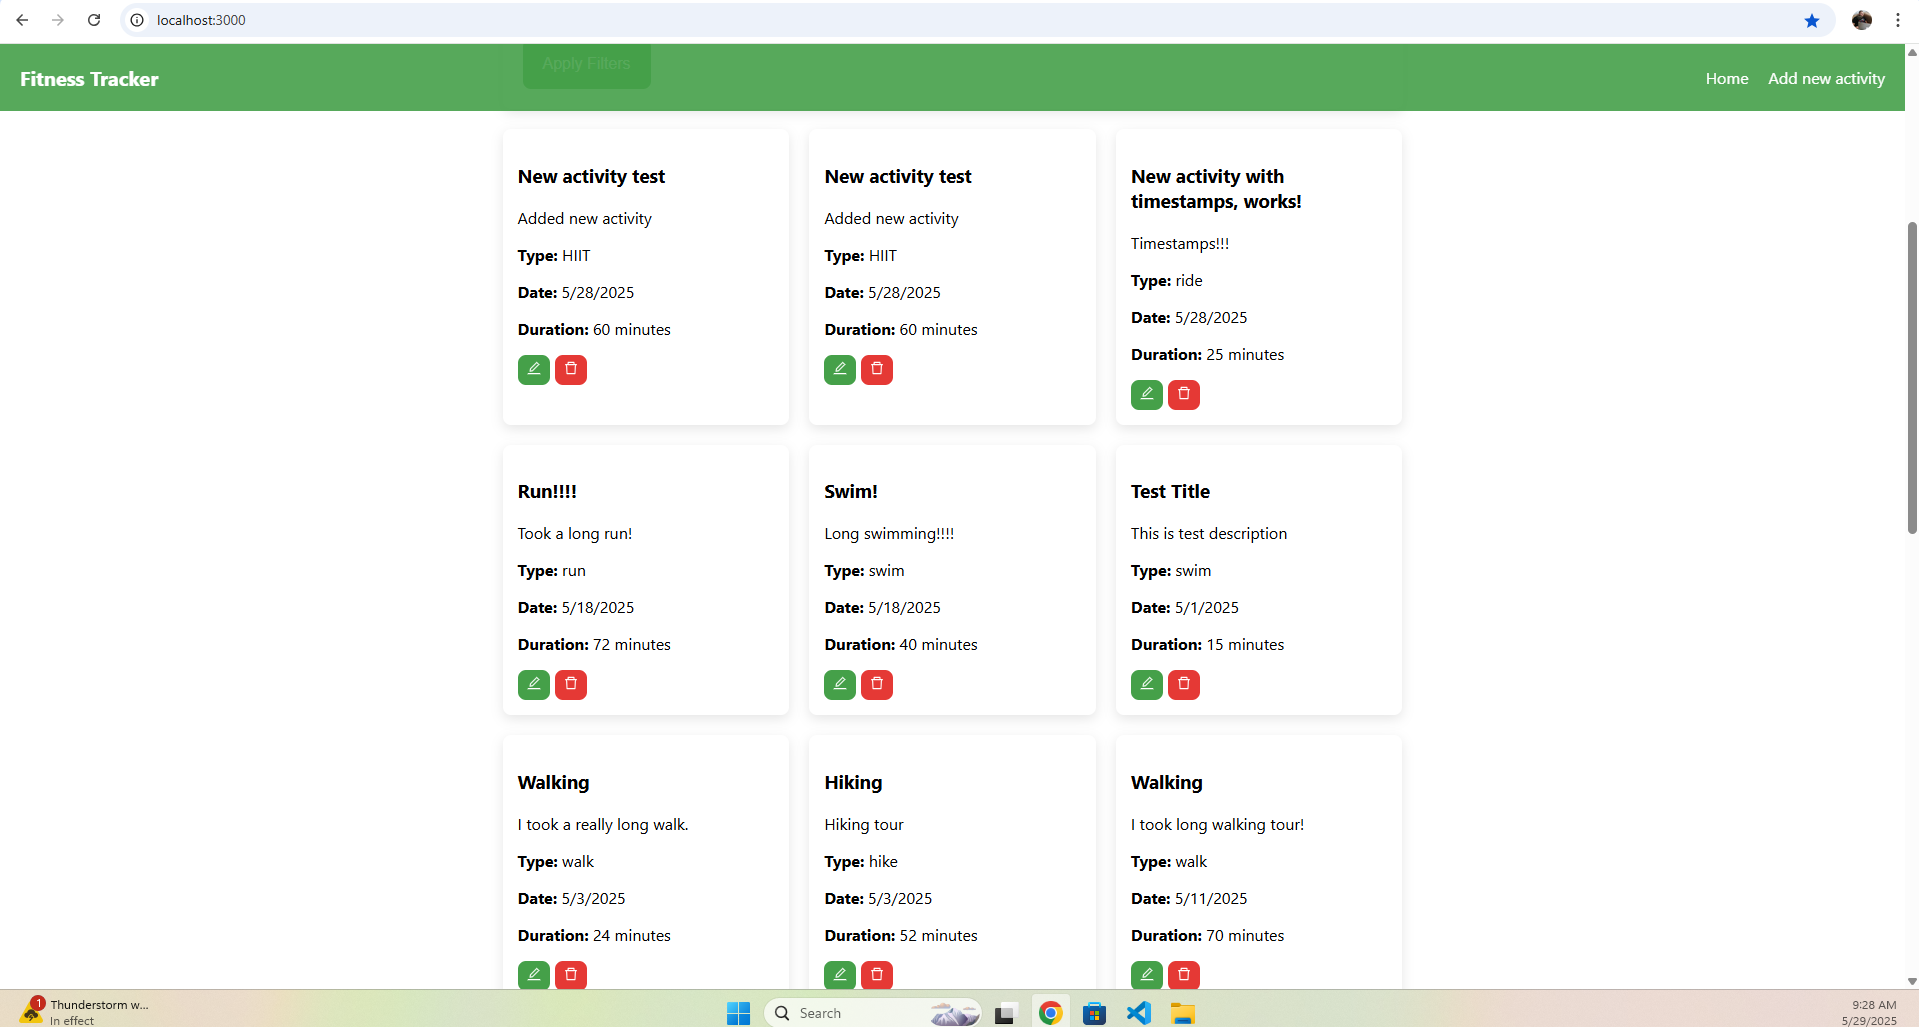 localhost:3000
Apply Filters
Fitness Tracker
Home
Add new activity
New activity test
Added new activity
Type: HIIT
Date: 5/28/2025
Duration: 60 minutes
New activity test
Added new activity
Type: HIIT
Date: 5/28/2025
Duration: 60 minutes
New activity with
timestamps, works!
Timestamps!!!
Type: ride
Date: 5/28/2025
Duration: 25 minutes
Run!!!!
Took a long run!
Type: run
Date: 5/18/2025
Duration: 72 minutes
Swim!
Long swimming!!!!
Type: swim
Date: 5/18/2025
Duration: 40 minutes
Test Title
This is test description
Type: swim
Date: 5/1/2025
Duration: 15 minutes
Walking
I took a really long walk.
Type: walk
Date: 5/3/2025
Duration: 24 minutes
Hiking
Hiking tour
Type: hike
Date: 5/3/2025
Duration: 52 minutes
Walking
I took long walking tour!
Type: walk
Date: 5/11/2025
Duration: 70 minutes
1
Thunderstorm w...
In effect
Search
9:28 AM
5/29/2025